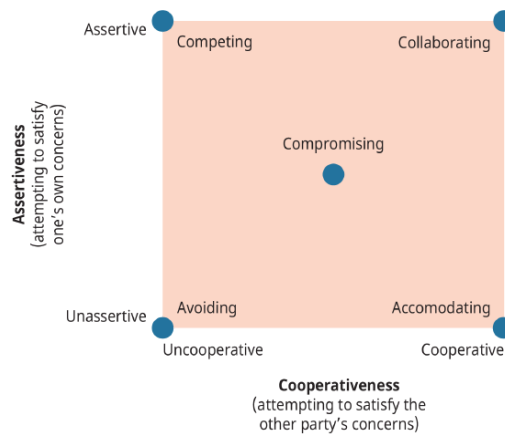 Assertive
Competing
Collaborating
Compromising
Assertiveness
(attempting to satisfy
one's own concerns)
Avoiding
Accomodating
Unassertive
Uncooperative
Cooperative
Cooperativeness
(attempting to satisfy the
other party's concerns)